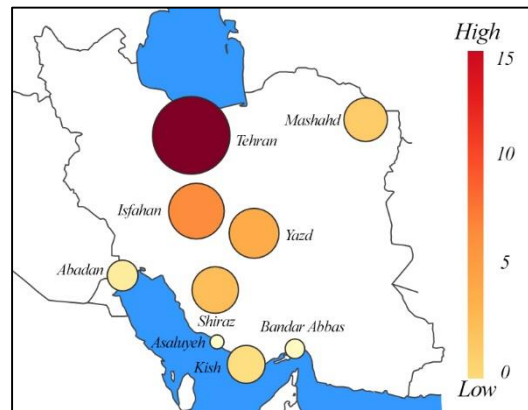 High
15
Mashahd
Tehran
10
Isfahan
Yazd
5
Abadan
Shiraz
Bandar Abbas
Asaluyeh
Kish
0
Low